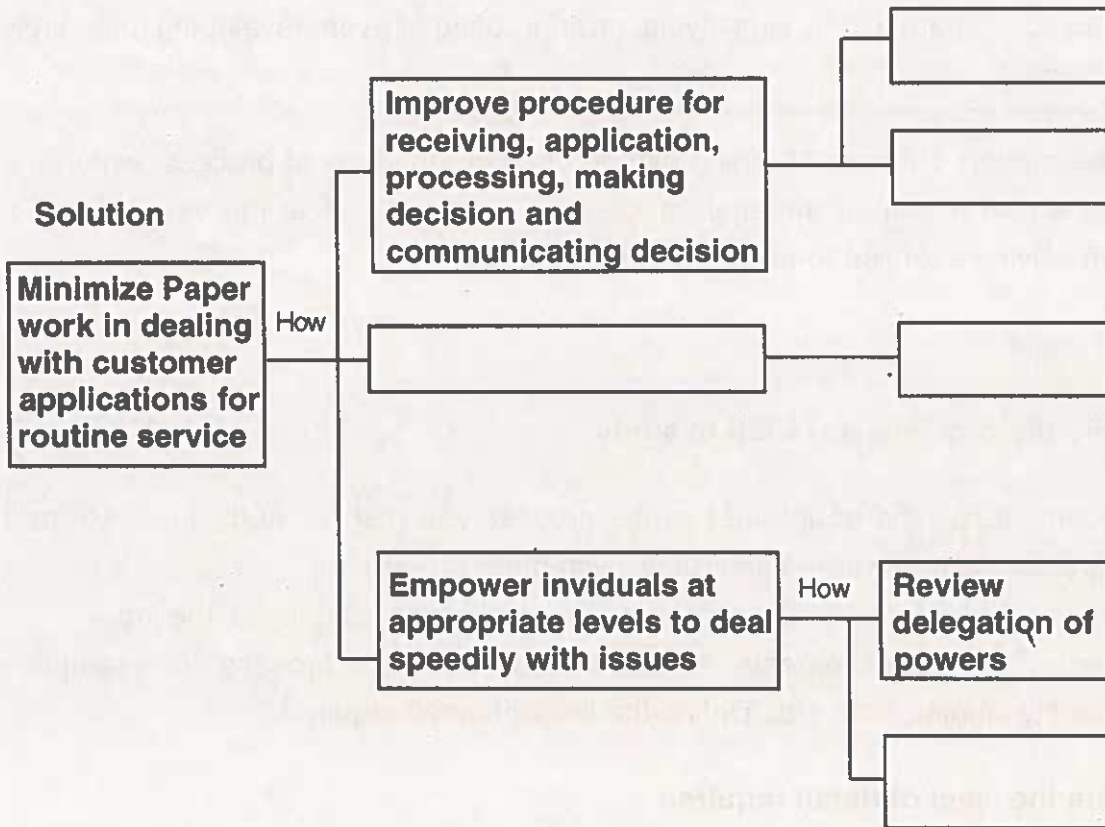 Improve procedure for
receiving, application,
processing, making
decision and
communicating decision
Solution
Minimize Paper
work in dealing
with customer
applications for
routine service
How
Empower inviduals at
appropriate levels to deal
speedily with issues
How
Review
delegation of
powers